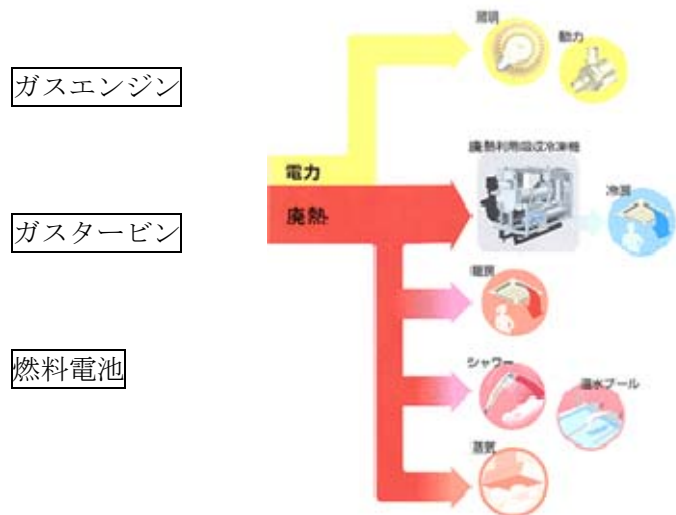 ガスエンジン
ガスタービン
燃料電池
電力
廃熱
照明
動力
廃熱利用吸収冷凍機
冷房
暖房
シャワー
温水プール
蒸気